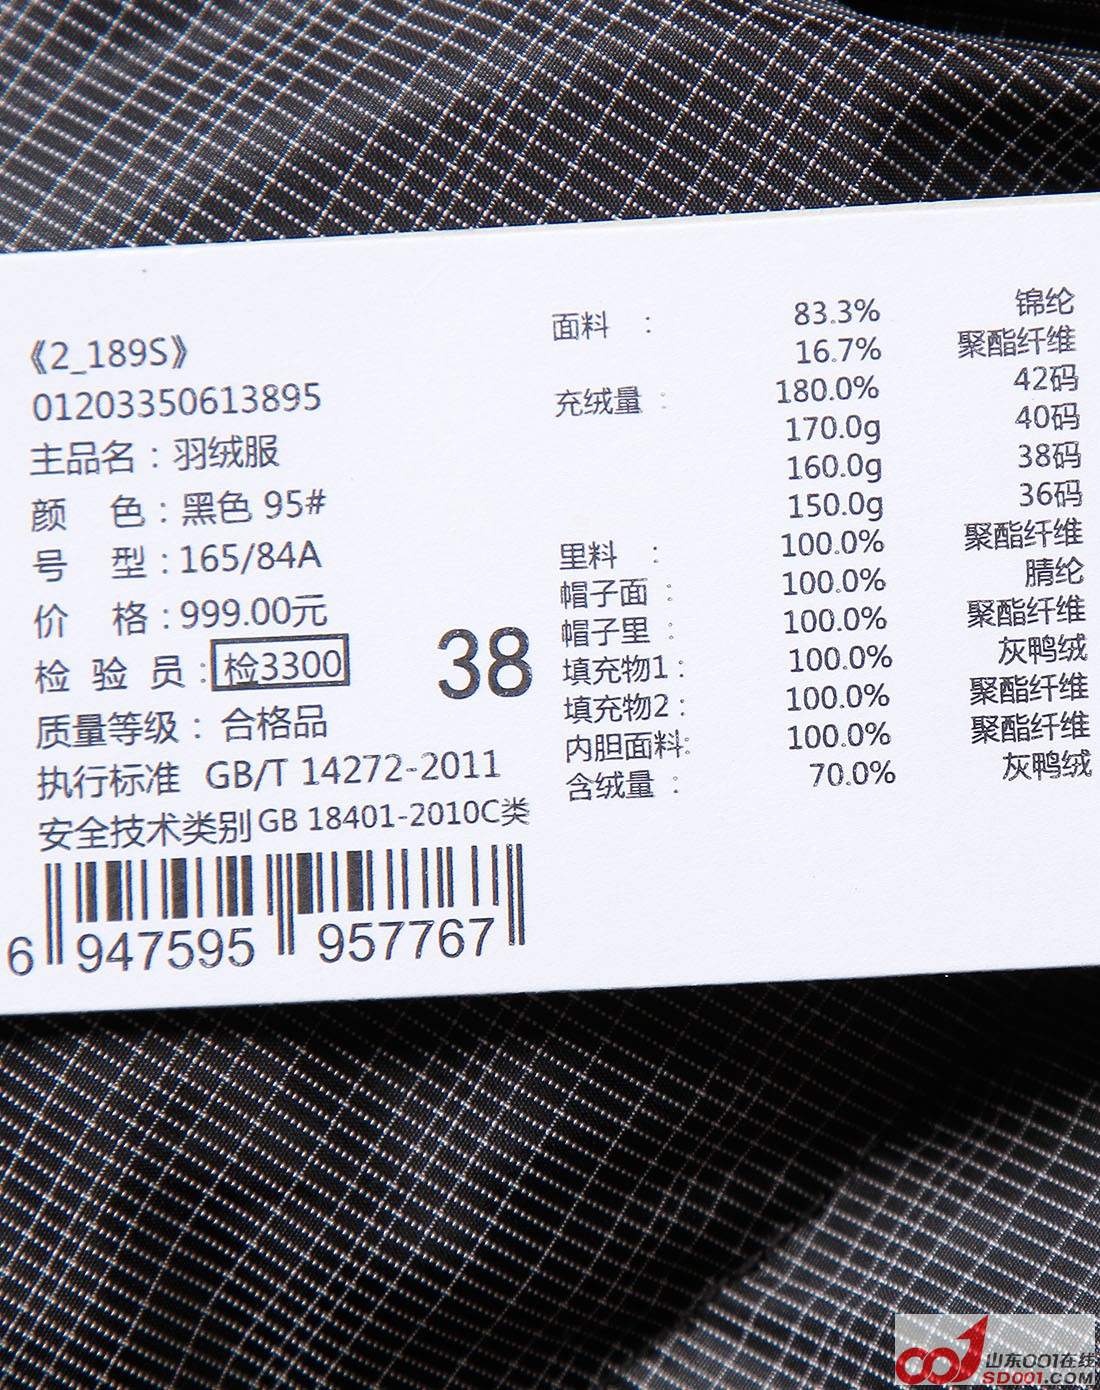 《2_189S》
01203350613895
主品名：羽绒服
颜 色：黑色 95#
号 型：165/84A
价 格：999.00元
检 验 员：检3300
38
质量等级：合格品
执行标准 GB/T 14272-2011
安全技术类别GB 18401-2010C类
6 947595 957767
面料 ： 83.3% 锦纶
16.7% 聚酯纤维
充绒量 ： 180.0% 42码
170.0g 40码
160.0g 38码
150.0g 36码
里料 ： 100.0% 聚酯纤维
帽子面 ： 100.0% 腈纶
帽子里 ： 100.0% 聚酯纤维
填充物1： 100.0% 灰鸭绒
填充物2： 100.0% 聚酯纤维
内胆面料： 100.0% 聚酯纤维
含绒量 ： 70.0% 灰鸭绒
山东001在线
SD001.COM